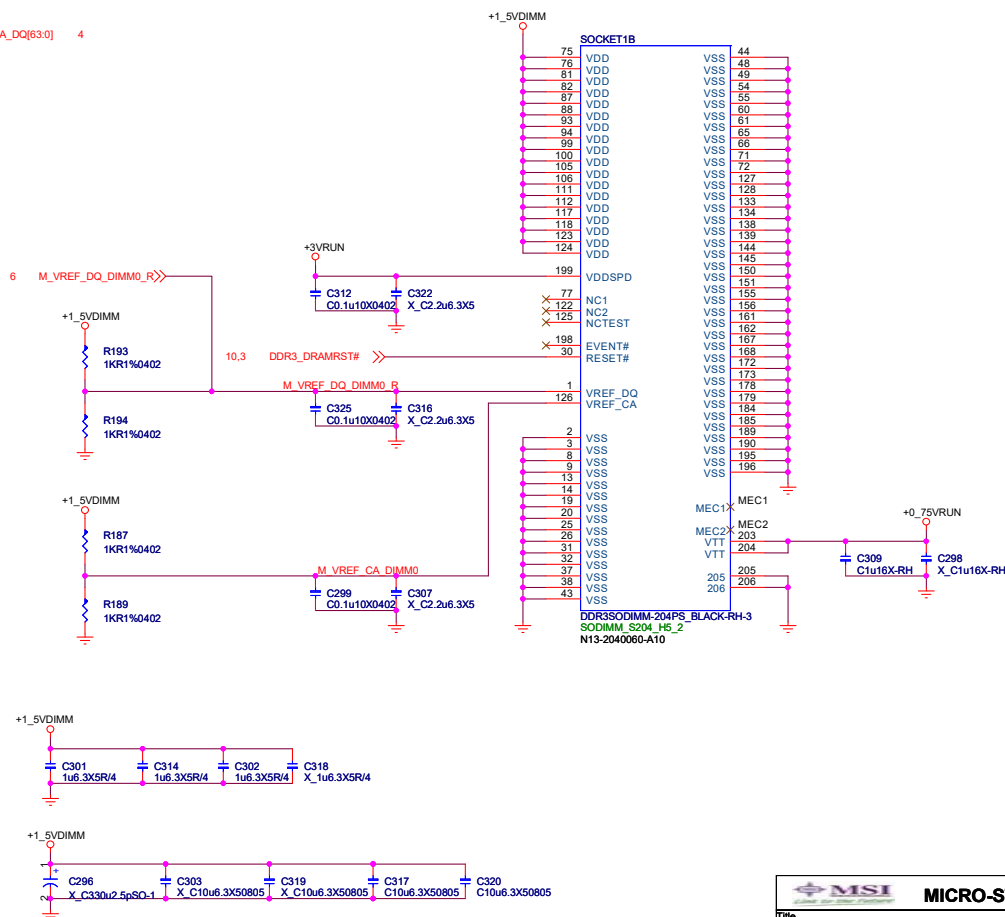 +1_5VDIMM
A_DQ[63:0] 4
SOCKET1B
75 VDD VSS 44
76 VDD VSS 48
81 VDD VSS 49
82 VDD VSS 54
87 VDD VSS 55
88 VDD VSS 60
93 VDD VSS 61
94 VDD VSS 65
99 VDD VSS 66
100 VDD VSS 71
105 VDD VSS 72
106 VDD VSS 127
111 VDD VSS 128
112 VDD VSS 133
117 VDD VSS 134
118 VDD VSS 138
123 VDD VSS 139
124 VDD VSS 144
VSS 145
+3VRUN
199 VDDSPD VSS 150
VSS 151
77 NC1 VSS 155
122 NC2 VSS 156
125 NCTEST VSS 161
VSS 162
198 EVENT# VSS 167
30 RESET# VSS 168
VSS 172
VSS 173
1 VREF_DQ VSS 178
126 VREF_CA VSS 179
VSS 184
VSS 185
2 VSS VSS 189
3 VSS VSS 190
8 VSS VSS 195
9 VSS VSS 196
13 VSS
14 VSS
19 VSS MEC1 MEC1
20 VSS
25 VSS MEC2 MEC2
26 VSS VTT 203
31 VSS VTT 204
32 VSS
37 VSS 205 205
38 VSS 206 206
43 VSS
DDR3SODIMM-204PS_BLACK-RH-3
SODIMM_S204_H5_2
N13-2040060-A10
6 M_VREF_DQ_DIMM0_R
C312
C0.1u10X0402
C322
X_C2.2u6.3X5
+1_5VDIMM
R193
1KR1%0402
10,3 DDR3_DRAMRST#
M_VREF_DQ_DIMM0_R
C325
C0.1u10X0402
C316
X_C2.2u6.3X5
R194
1KR1%0402
+1_5VDIMM
R187
1KR1%0402
M_VREF_CA_DIMM0
C299
C0.1u10X0402
C307
X_C2.2u6.3X5
R189
1KR1%0402
+0_75VRUN
C309
C1u16X-RH
C298
X_C1u16X-RH
+1_5VDIMM
C301
1u6.3X5R/4
C314
1u6.3X5R/4
C302
1u6.3X5R/4
C318
X_1u6.3X5R/4
+1_5VDIMM
1
+
2
C296
X_C330u2.5pSO-1
C303
X_C10u6.3X50805
C319
X_C10u6.3X50805
C317
C10u6.3X50805
C320
C10u6.3X50805
MSI
Link to the Future
MICRO-S
Title